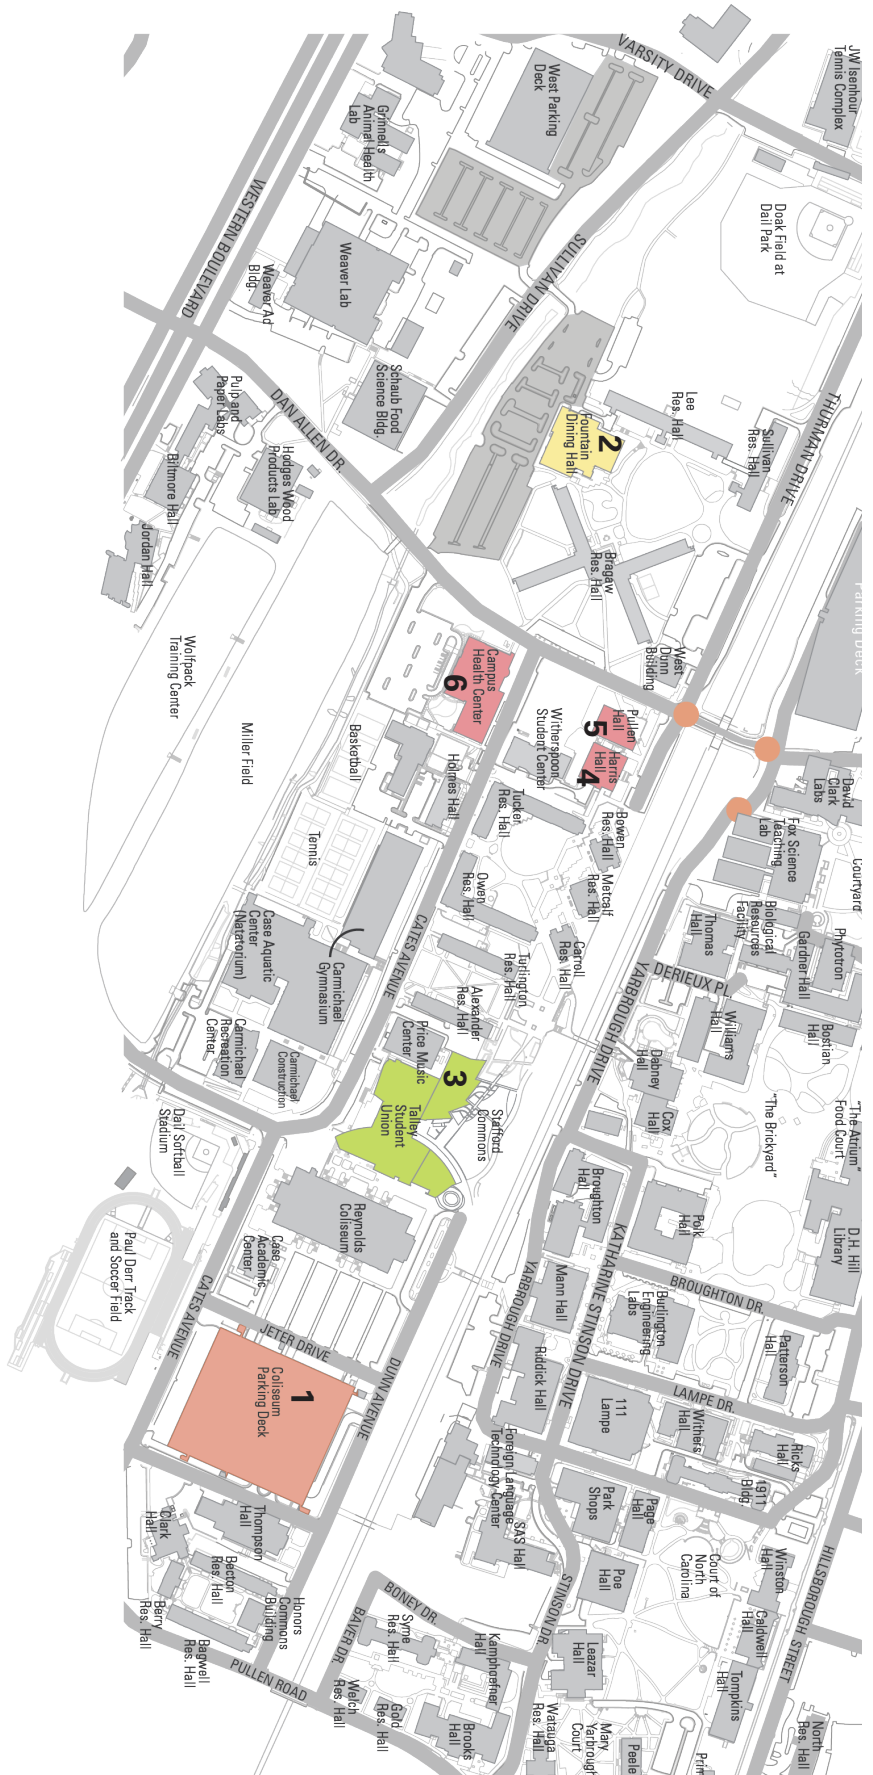 JW Isenhour
Tennis Complex
VARSITY DRIVE
West Parking
Deck
Grinnells
Animal Health
Lab
Doak Field at
Dail Park
WESTERN BOULEVARD
SULLIVAN DRIVE
Weaver Lab
Weaver Ad
Bldg.
Schaub Food
Science Bldg.
Lee
Res. Hall
Sullivan
Res. Hall
THURMAN DRIVE
2
Fountain
Dining Hall
DAN ALLEN DR.
Pulp and
Paper Labs
Hodges Wood
Products Lab
Biltmore Hall
Jordan Hall
Bragaw
Res. Hall
Parking Deck
West
Dunn
Building
Wolfpack
Training Center
Miller Field
Basketball
Campus
Health Center
6
Witherspoon
Student Center
Pullen
Hall
5
Harris
Hall
4
David
Clark
Labs
Fox Science
Teaching
Lab
Courtyard
Holmes Hall
Tucker
Res. Hall
Bowen
Res. Hall
Metcalf
Res. Hall
Owen
Res. Hall
Tennis
CATES AVENUE
Turlington
Res. Hall
Carroll
Res. Hall
Thomas
Hall
Biological
Resources
Facility
Gardner Hall
Phytotron
Bostian
Hall
Case Aquatic
Center
(Natatorium)
Carmichael
Gymnasium
Carmichael
Recreation
Center
Carmichael
Construction
Alexander
Res. Hall
Price Music
Center
3
Talley
Student
Union
Stafford
Commons
YARBROUGH DRIVE
DERIEUX PL.
Williams
Hall
Dabney
Hall
Cox
Hall
"The Brickyard"
"The Atrium"
Food Court
D.H. Hill
Library
Dail Softball
Stadium
Paul Derr Track
and Soccer Field
Reynolds
Coliseum
Case
Academic
Center
Broughton
Hall
Polk
Hall
KATHARINE STINSON DRIVE
BROUGHTON DR.
YARBROUGH DRIVE
Mann Hall
Burlington
Engineering
Labs
Patterson
Hall
CATES AVENUE
JETER DRIVE
DUNN AVENUE
1
Coliseum
Parking Deck
Riddick Hall
111
Lampe
LAMPE DR.
Withers
Hall
Ricks
Hall
1911
Bldg.
Foreign Language
Technology Center
SAS Hall
Park
Shops
Page
Hall
Poe
Hall
Court of
North
Carolina
Winston
Hall
Caldwell
Hall
Tompkins
Hall
HILLSBOROUGH STREET
Thompson
Hall
Clark
Hall
Becton
Res. Hall
Berry
Res. Hall
Bagwell
Res. Hall
Honors
Commons
Building
PULLEN ROAD
BONEY DR.
BAVER DR.
STINSON DR.
Syme
Res. Hall
Welch
Res. Hall
Gold
Res. Hall
Kamphoefner
Hall
Brooks
Hall
Leazar
Hall
Watauga
Res. Hall
Mary
Yarbrough
Court
Peele
Prim
North
Res. Hall